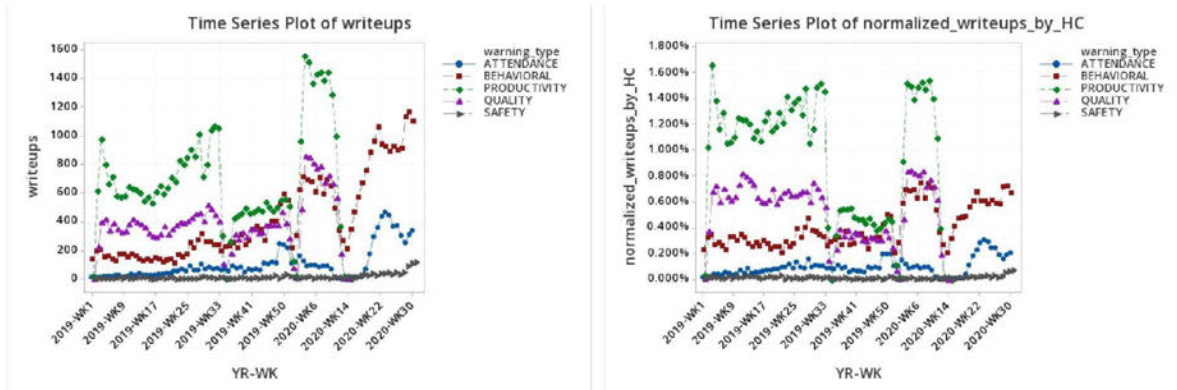 Time Series Plot of writeups
1600
1400
1200
1000
800
600
400
200
0
writeups
2019-WK1
2019-WK9
2019-WK17
2019-WK25
2019-WK33
2019-WK41
2019-WK50
2020-WK6
2020-WK14
2020-WK22
2020-WK30
YR-WK
warning_type
ATTENDANCE
BEHAVIORAL
PRODUCTIVITY
QUALITY
SAFETY
Time Series Plot of normalized_writeups_by_HC
1.800%
1.600%
1.400%
1.200%
1.000%
0.800%
0.600%
0.400%
0.200%
0.000%
normalized_writeups_by_HC
2019-WK1
2019-WK9
2019-WK17
2019-WK25
2019-WK33
2019-WK41
2019-WK50
2020-WK6
2020-WK14
2020-WK22
2020-WK30
YR-WK
warning_type
ATTENDANCE
BEHAVIORAL
PRODUCTIVITY
QUALITY
SAFETY